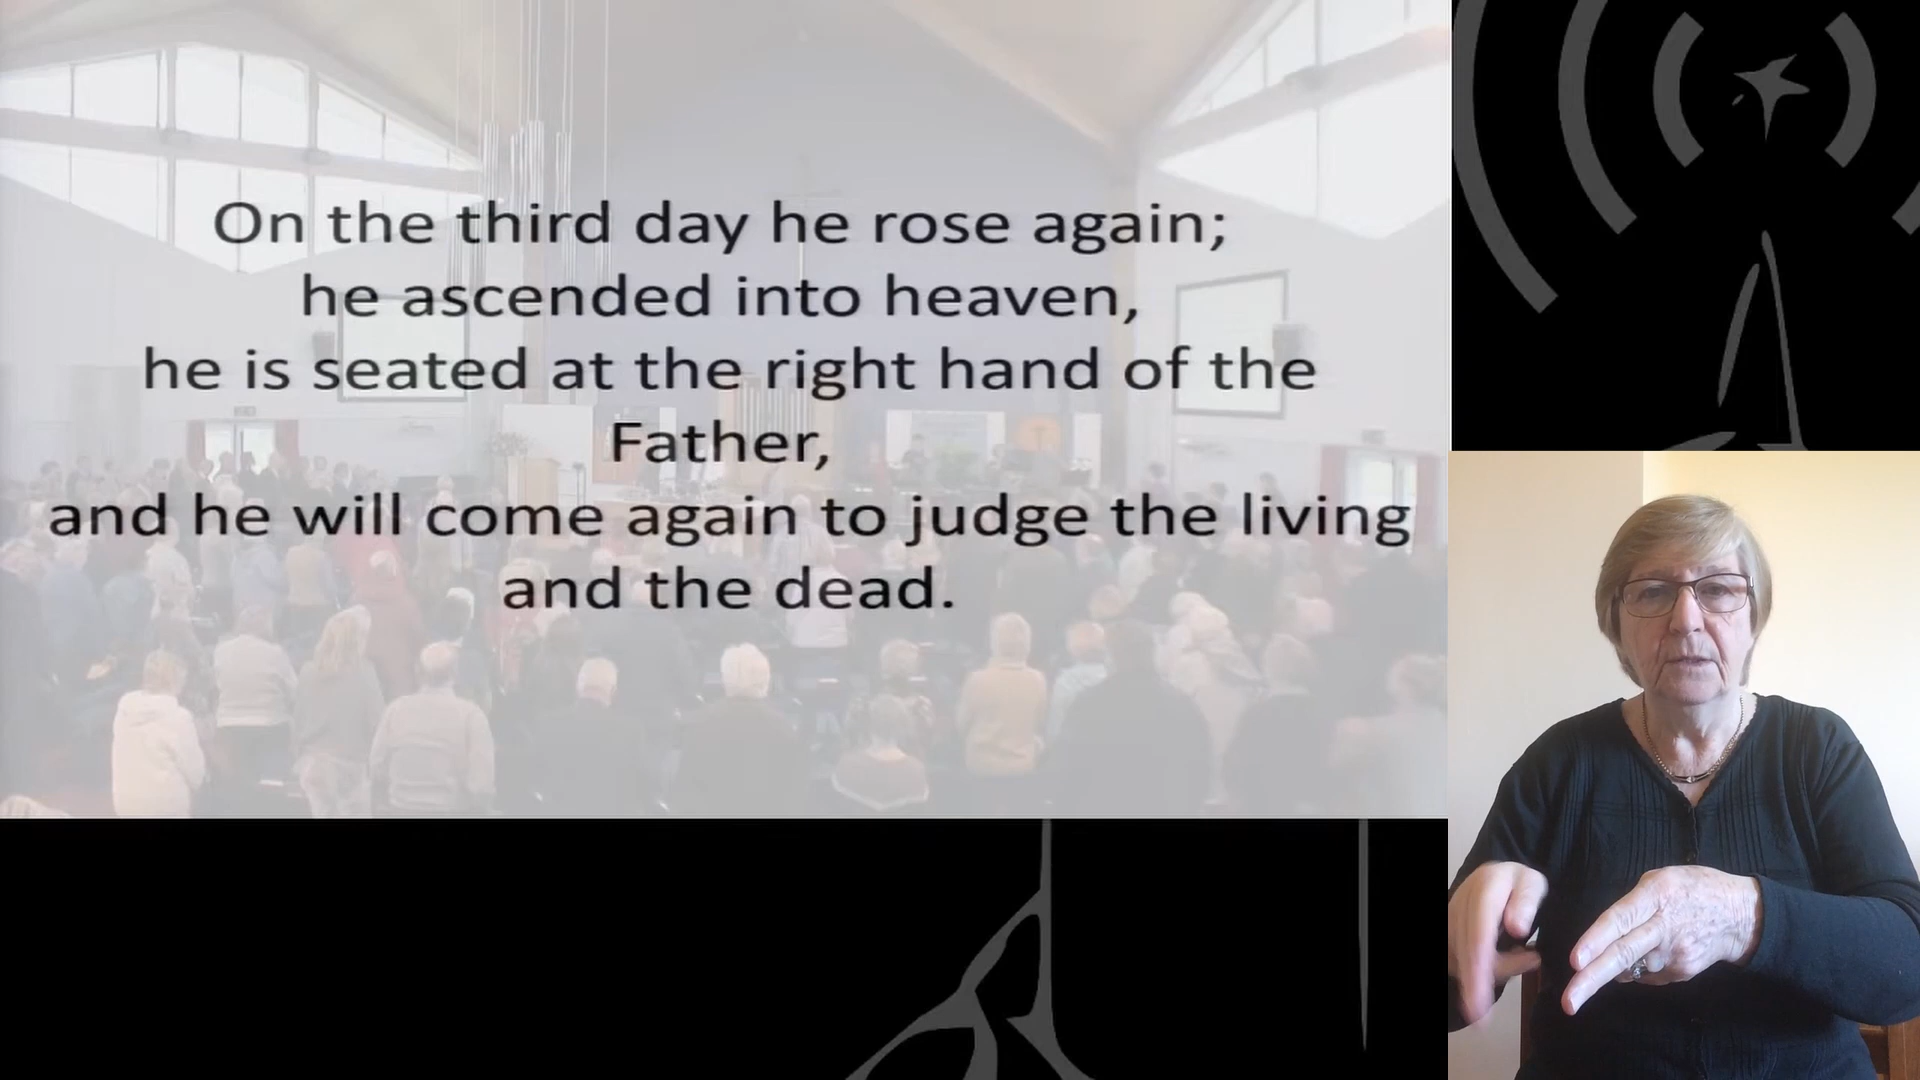 On the third day he rose again;
he ascended into heaven,
he is seated at the right hand of the
Father,
and he will come again to judge the living
and the dead.